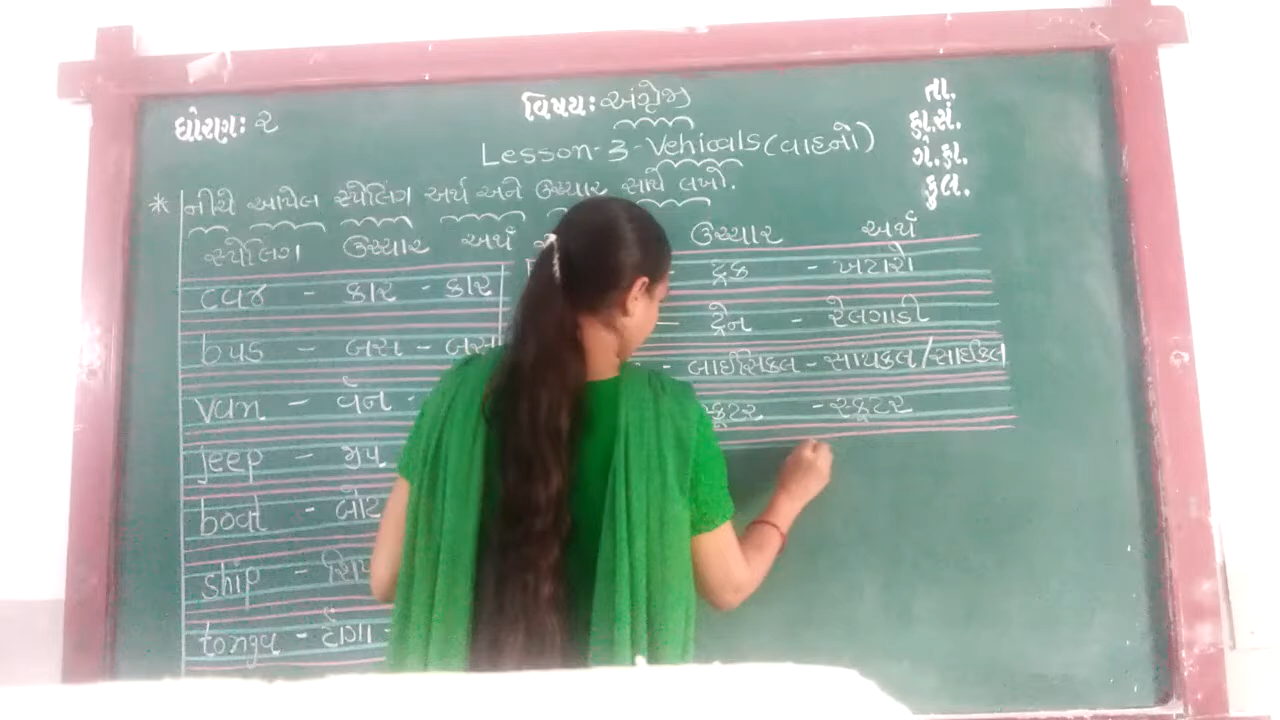 ધોરણ: ૨ વિષય: અંગ્રેજી તા.
હા.સં.
Lesson-3-Vehicals (વાહનો) ગે.હા.
કુલ.
* નીચે આપેલ સ્પેલિંગ અર્થ અને ઉચ્ચાર સાથે લખો.
સ્પેલિંગ ઉચ્ચાર અર્થ ઉચ્ચાર અર્થ
car - કાર - કાર - ટ્રક - ખટારો
bus - બસ - બસ - ટ્રેન - રેલગાડી
van - વેન - - બાઈસિકલ - સાયકલ/સાઈકલ
jeep - જીપ સ્કૂટર - સ્કૂટર
boat - બોટ
ship - શિપ
tonga - ટાંગા -